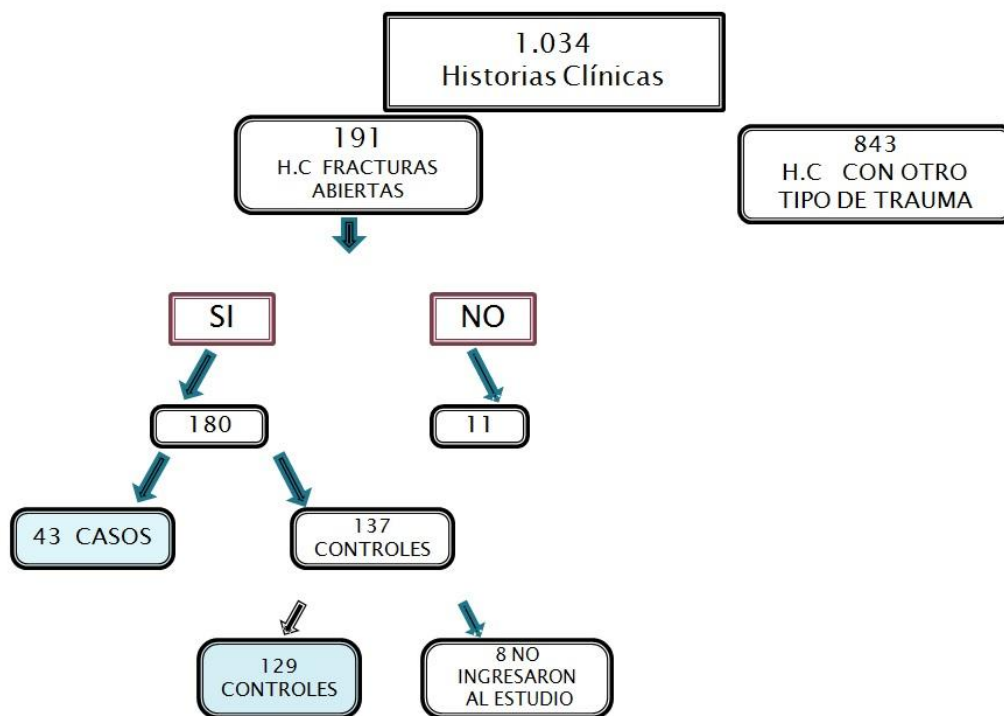 1.034
Historias Clínicas
191
H.C FRACTURAS
ABIERTAS
843
H.C CON OTRO
TIPO DE TRAUMA
SI
NO
180
11
43 CASOS
137
CONTROLES
129
CONTROLES
8 NO
INGRESARON
AL ESTUDIO